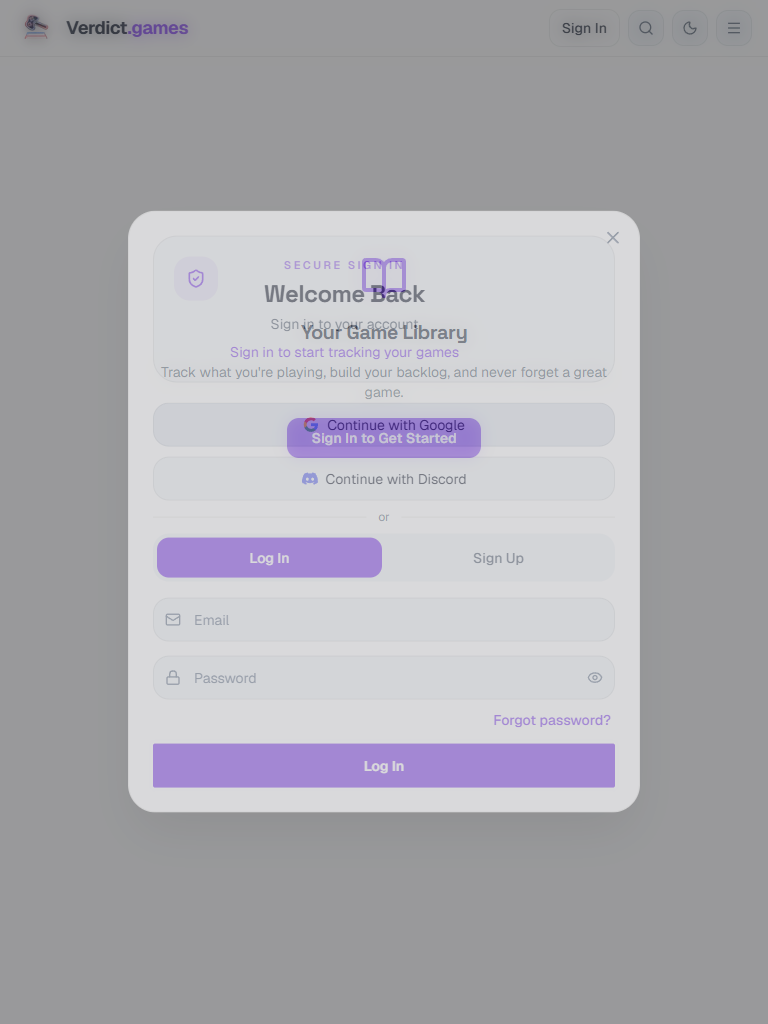 Verdict.games
Sign In
SECURE SIGN IN
Welcome Back
Sign in to your account
Your Game Library
Sign in to start tracking your games
Track what you're playing, build your backlog, and never forget a great
game.
Continue with Google
Sign In to Get Started
Continue with Discord
or
Log In
Sign Up
Email
Password
Forgot password?
Log In